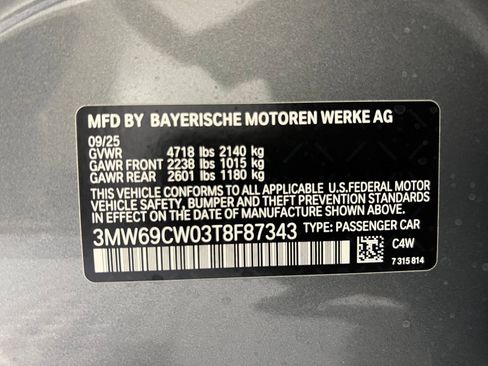 MFD BY BAYERISCHE MOTOREN WERKE AG
09/25
GVWR 4718 lbs 2140 kg
GAWR FRONT 2238 lbs 1015 kg
GAWR REAR 2601 lbs 1180 kg
THIS VEHICLE CONFORMS TO ALL APPLICABLE U.S.FEDERAL MOTOR
VEHICLE SAFETY, BUMPER AND THEFT PREVENTION STANDARDS
IN EFFECT ON THE DATE OF MANUFACTURE SHOWN ABOVE.
3MW69CW03T8F87343 TYPE: PASSENGER CAR
C4W
7 315 814